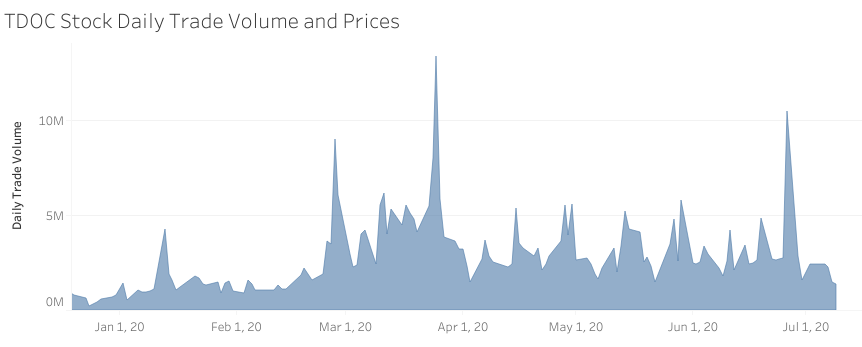 TDOC Stock Daily Trade Volume and Prices
Daily Trade Volume
10M
5M
0M
Jan 1, 20
Feb 1, 20
Mar 1, 20
Apr 1, 20
May 1, 20
Jun 1, 20
Jul 1, 20